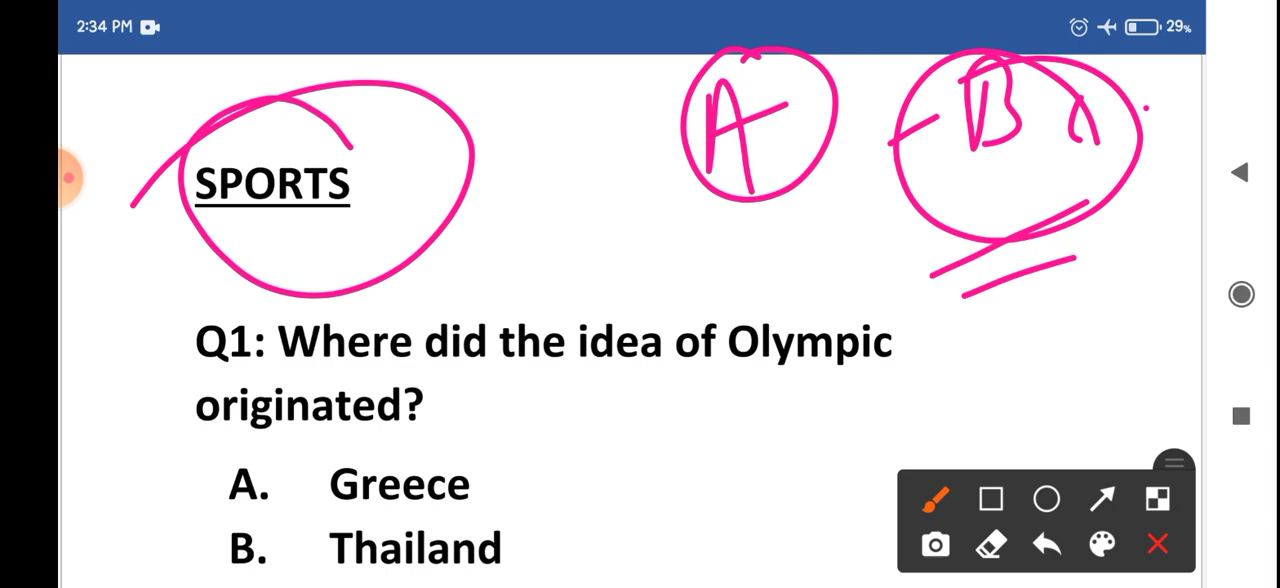 2:34 PM 29%
A B
SPORTS
Q1: Where did the idea of Olympic
originated?
A. Greece
B. Thailand